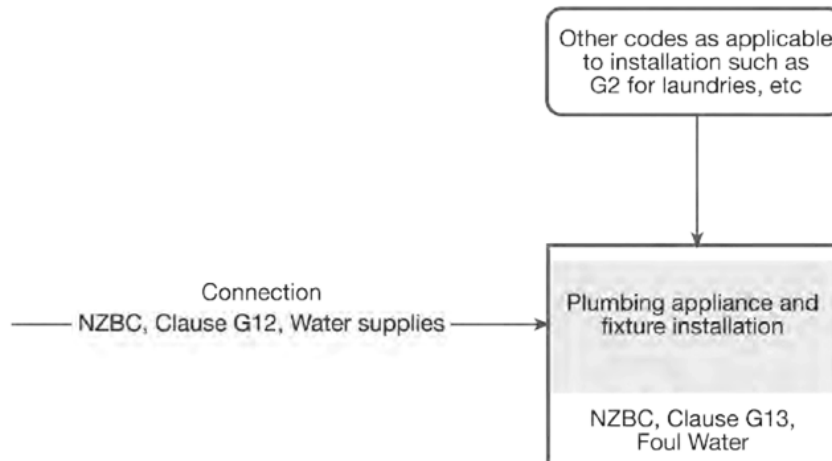 Other codes as applicable
to installation such as
G2 for laundries, etc
Connection
NZBC, Clause G12, Water supplies
Plumbing appliance and
fixture installation
NZBC, Clause G13,
Foul Water